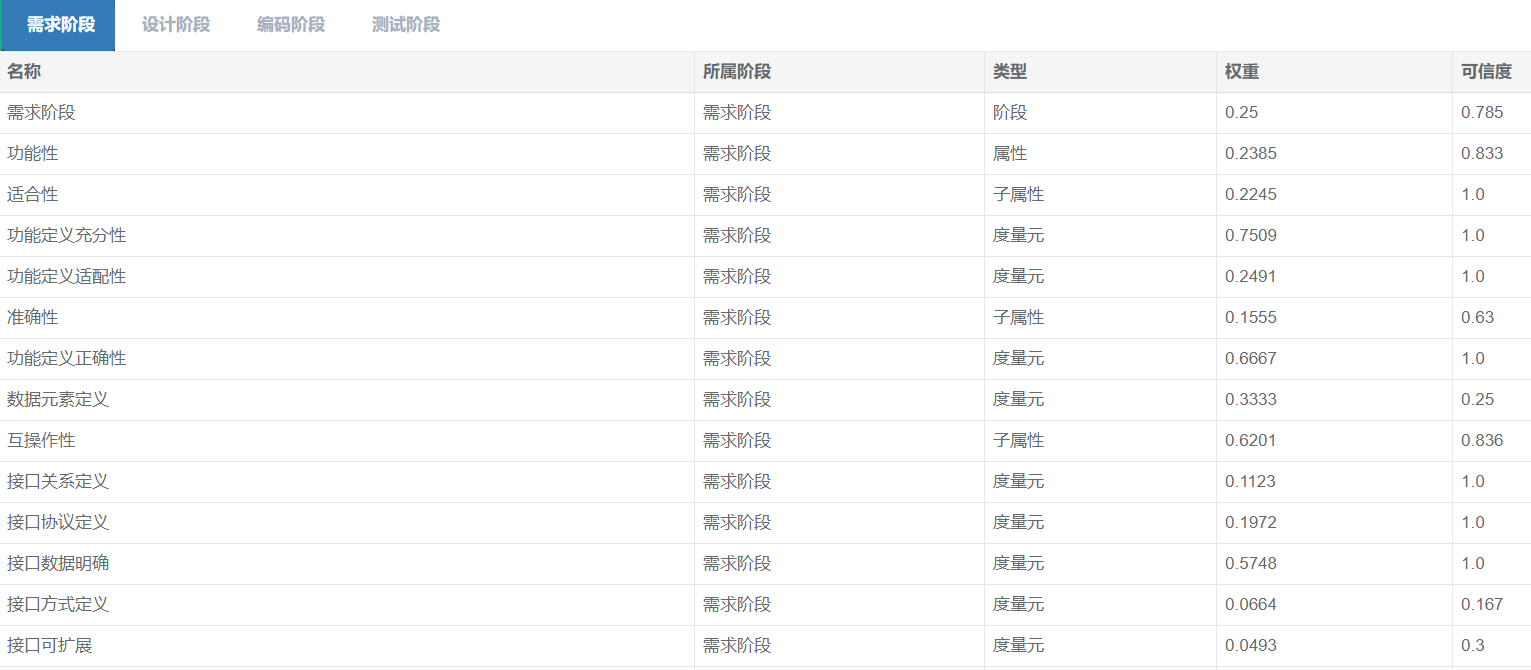 需求阶段 设计阶段 编码阶段 测试阶段
名称 所属阶段 类型 权重 可信度
需求阶段 需求阶段 阶段 0.25 0.785
功能性 需求阶段 属性 0.2385 0.833
适合性 需求阶段 子属性 0.2245 1.0
功能定义充分性 需求阶段 度量元 0.7509 1.0
功能定义适配性 需求阶段 度量元 0.2491 1.0
准确性 需求阶段 子属性 0.1555 0.63
功能定义正确性 需求阶段 度量元 0.6667 1.0
数据元素定义 需求阶段 度量元 0.3333 0.25
互操作性 需求阶段 子属性 0.6201 0.836
接口关系定义 需求阶段 度量元 0.1123 1.0
接口协议定义 需求阶段 度量元 0.1972 1.0
接口数据明确 需求阶段 度量元 0.5748 1.0
接口方式定义 需求阶段 度量元 0.0664 0.167
接口可扩展 需求阶段 度量元 0.0493 0.3